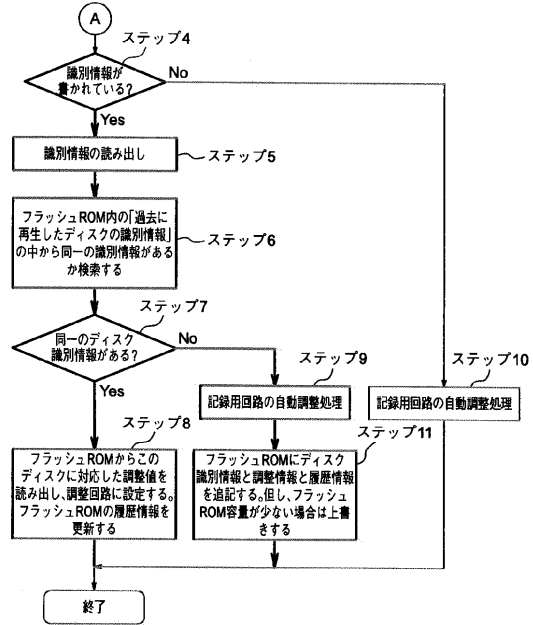 A
ステップ4
識別情報が
書かれている?
No
Yes
識別情報の読み出し
ステップ5
フラッシュROM内の「過去に
再生したディスクの識別情報」
の中から同一の識別情報がある
か検索する
ステップ6
ステップ7
同一のディスク
識別情報がある?
No
Yes
ステップ9
ステップ10
記録用回路の自動調整処理
記録用回路の自動調整処理
ステップ8
ステップ11
フラッシュROMからこの
ディスクに対応した調整値を
読み出し、調整回路に設定する。
フラッシュROMの履歴情報を
更新する
フラッシュROMにディスク
識別情報と調整情報と履歴情報
を追記する。但し、フラッシュ
ROM容量が少ない場合は上書
きする
終了